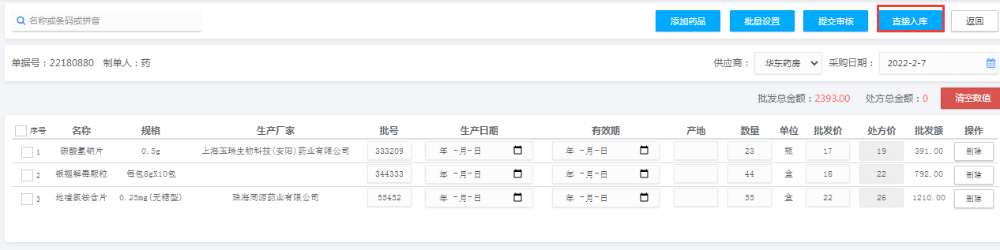 名称或条码或拼音 添加药品 批量设置 提交审核 直接入库 返回
单据号：22180880 制单人：药 供应商： 华东药房 采购日期： 2022-2-7
批发总金额：2393.00 处方总金额：0 清空数值
序号 名称 规格 生产厂家 批号 生产日期 有效期 产地 数量 单位 批发价 处方价 批发额 操作
1 碳酸氢钠片 0.5g 上海玉瑞生物科技(安阳)药业有限公司 333209 年 -月-日 年 -月-日 23 瓶 17 19 391.00 删除
2 银翘解毒颗粒 每包8gX10包 344333 年 -月-日 年 -月-日 44 盒 18 22 792.00 删除
3 地喹氯铵含片 0.25mg(无糖型) 珠海同源药业有限公司 55452 年 -月-日 年 -月-日 55 盒 22 26 1210.00 删除